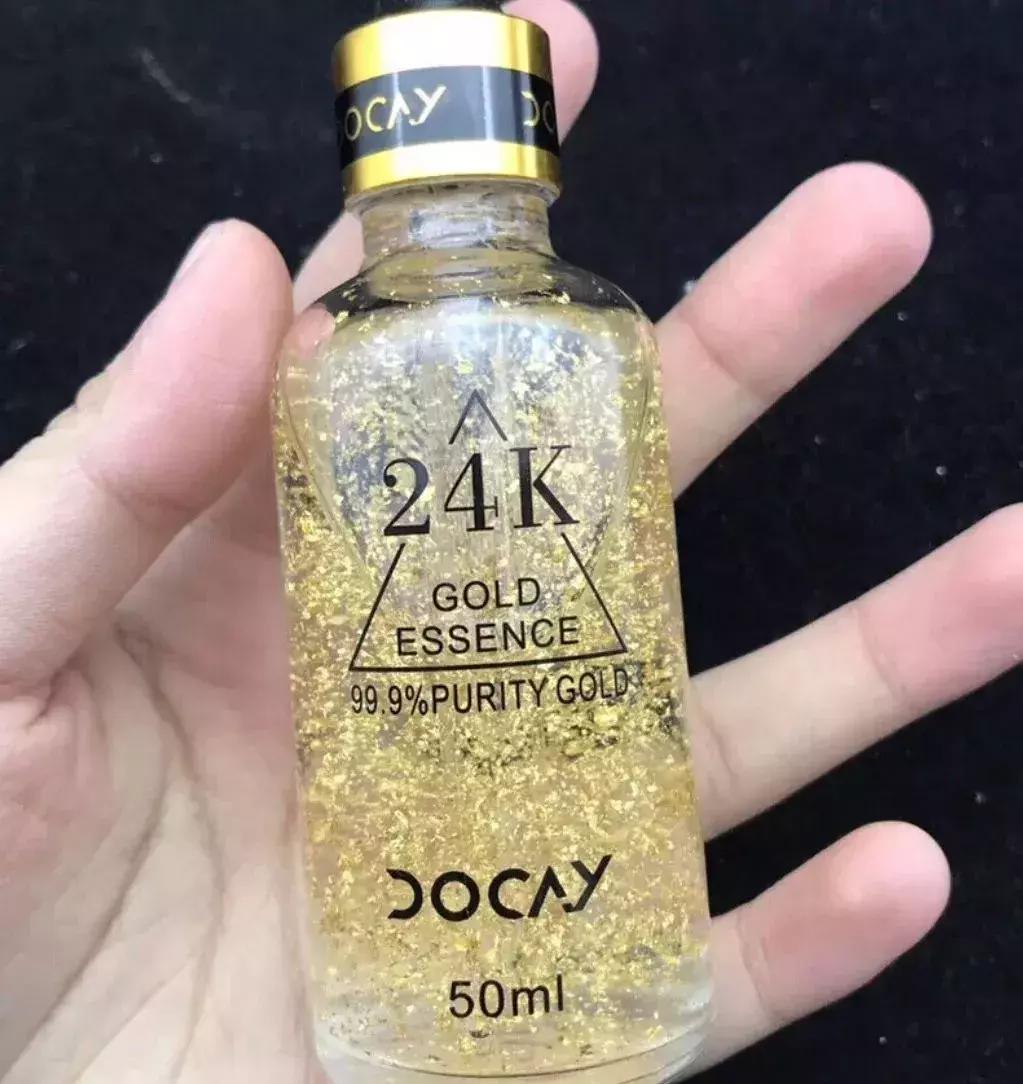 DOCAY
24K
GOLD
ESSENCE
99.9%PURITY GOLD
DOCAY
50ml